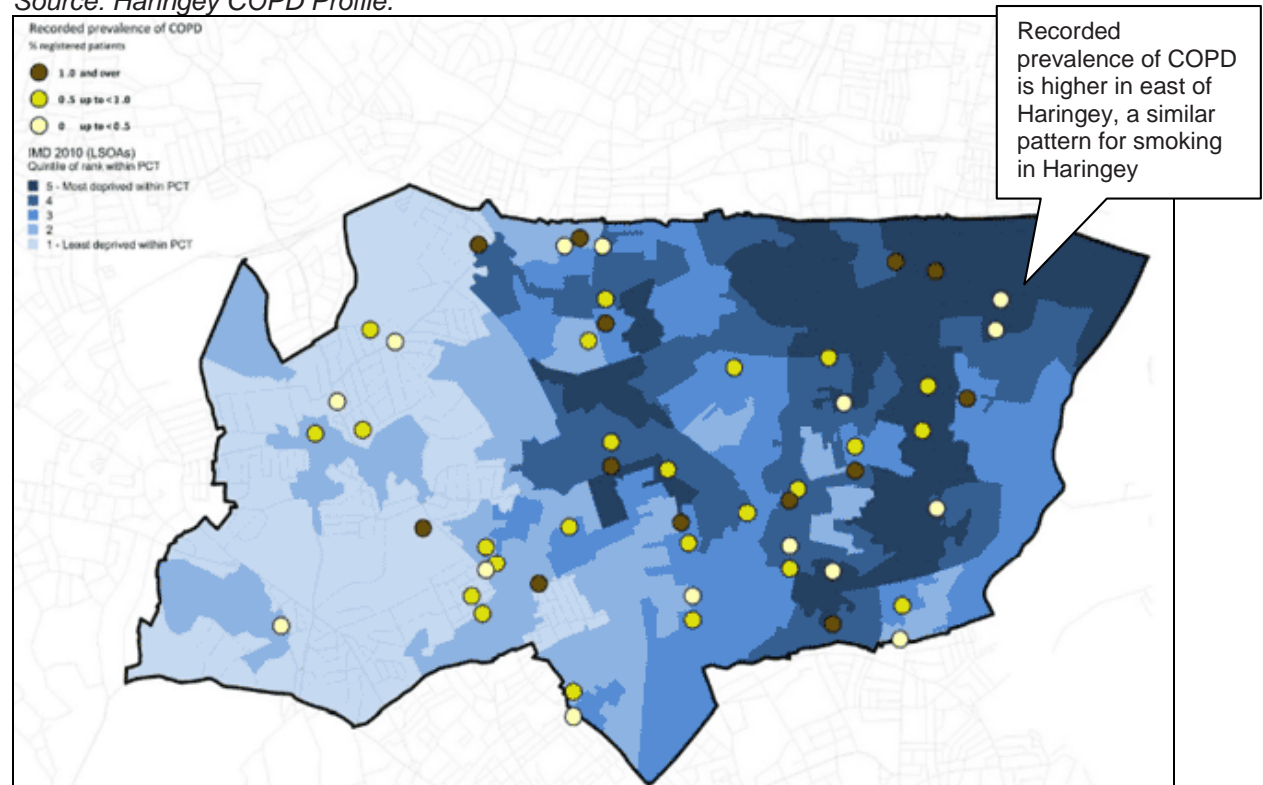 Source: Haringey COPD Profile.
Recorded prevalence of COPD
% registered patients
1.0 and over
0.5 up to <1.0
0 up to <0.5
IMD 2010 (LSOAs)
Quintile of rank within PCT
5 - Most deprived within PCT
4
3
2
1 - Least deprived within PCT
Recorded
prevalence of COPD
is higher in east of
Haringey, a similar
pattern for smoking
in Haringey